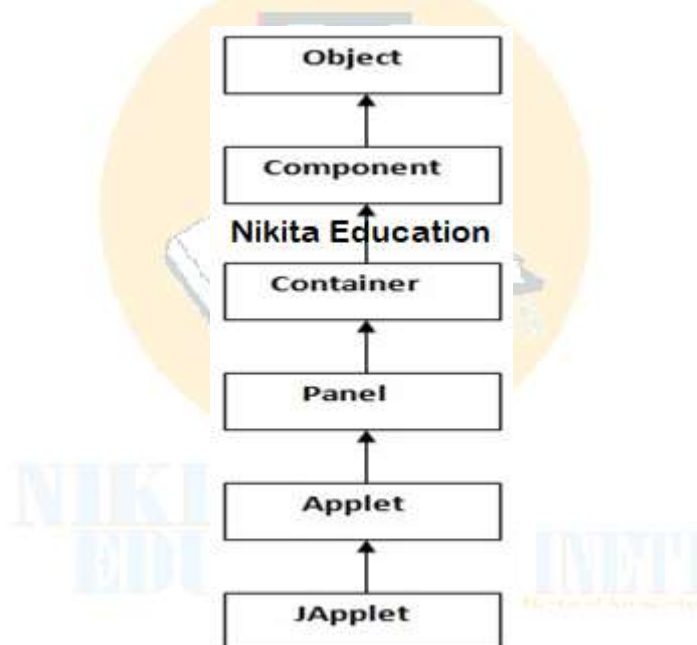 Object
Component
Nikita Education
Container
Panel
Applet
JApplet